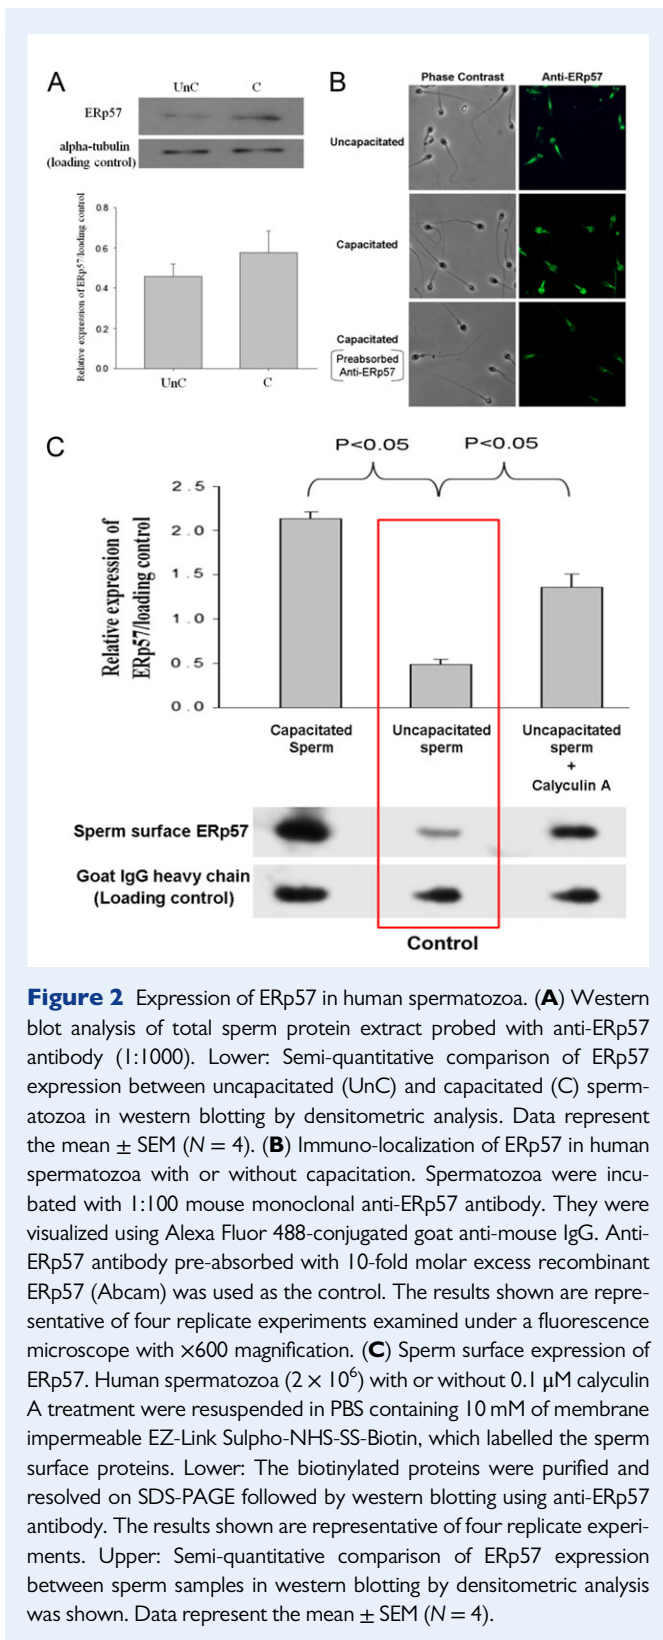 A
UnC C
ERp57
alpha-tubulin
(loading control)
Relative expression of ERp57/loading control
0.8
0.6
0.4
0.2
0.0
UnC C
B
Phase Contrast Anti-ERp57
Uncapacitated
Capacitated
Capacitated
Preabsorbed
Anti-ERp57
C
P<0.05 P<0.05
Relative expression of
ERp57/loading control
2.5
2.0
1.5
1.0
0.5
0.0
Capacitated Uncapacitated Uncapacitated
Sperm sperm sperm
+
Calyculin A
Sperm surface ERp57
Goat IgG heavy chain
(Loading control)
Control
Figure 2 Expression of ERp57 in human spermatozoa. (A) Western
blot analysis of total sperm protein extract probed with anti-ERp57
antibody (1:1000). Lower: Semi-quantitative comparison of ERp57
expression between uncapacitated (UnC) and capacitated (C) sperm-
atozoa in western blotting by densitometric analysis. Data represent
the mean ± SEM (N = 4). (B) Immuno-localization of ERp57 in human
spermatozoa with or without capacitation. Spermatozoa were incu-
bated with 1:100 mouse monoclonal anti-ERp57 antibody. They were
visualized using Alexa Fluor 488-conjugated goat anti-mouse IgG. Anti-
ERp57 antibody pre-absorbed with 10-fold molar excess recombinant
ERp57 (Abcam) was used as the control. The results shown are repre-
sentative of four replicate experiments examined under a fluorescence
microscope with ×600 magnification. (C) Sperm surface expression of
ERp57. Human spermatozoa (2 × 10⁶) with or without 0.1 μM calyculin
A treatment were resuspended in PBS containing 10 mM of membrane
impermeable EZ-Link Sulpho-NHS-SS-Biotin, which labelled the sperm
surface proteins. Lower: The biotinylated proteins were purified and
resolved on SDS-PAGE followed by western blotting using anti-ERp57
antibody. The results shown are representative of four replicate experi-
ments. Upper: Semi-quantitative comparison of ERp57 expression
between sperm samples in western blotting by densitometric analysis
was shown. Data represent the mean ± SEM (N = 4).